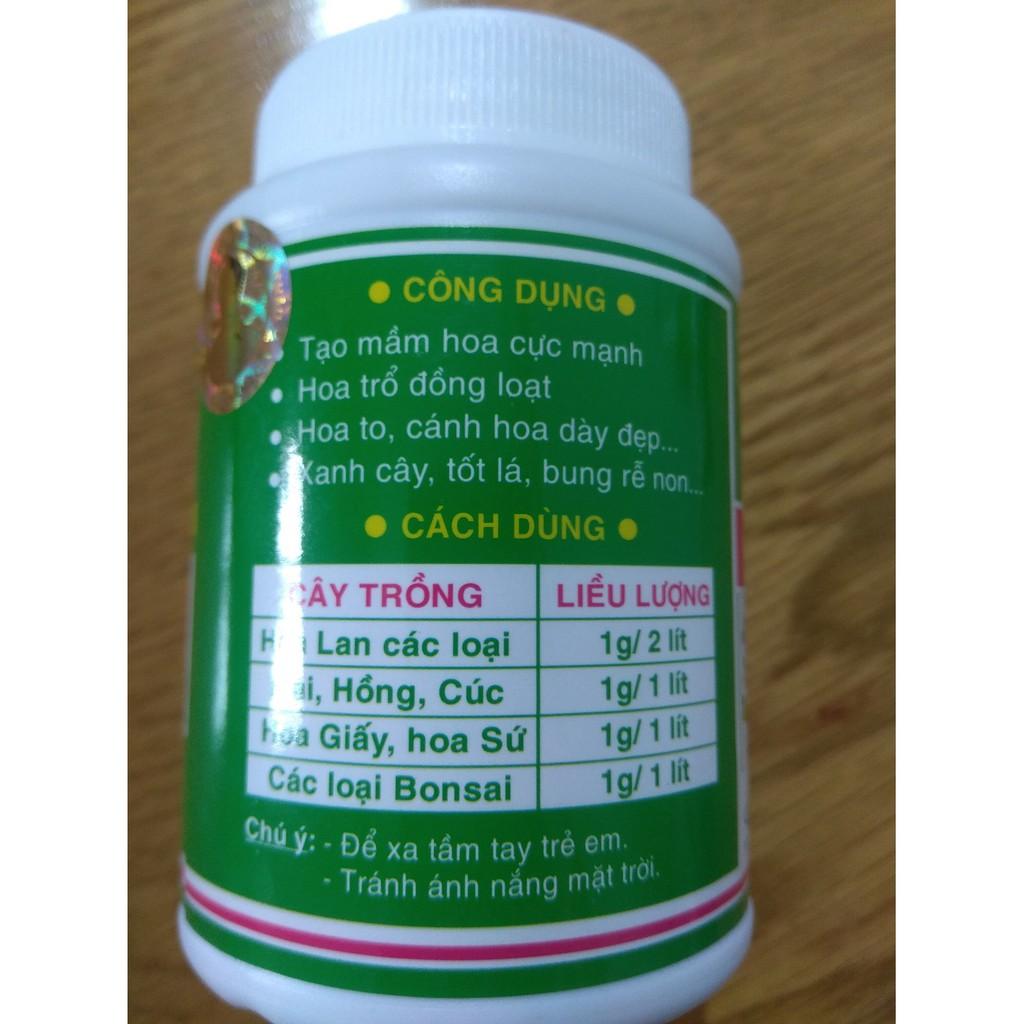 • CÔNG DỤNG •
• Tạo mầm hoa cực mạnh
• Hoa trổ đồng loạt
• Hoa to, cánh hoa dày đẹp...
• Xanh cây, tốt lá, bung rễ non...
• CÁCH DÙNG •
CÂY TRỒNG LIỀU LƯỢNG
Hoa Lan các loại 1g/ 2 lít
Hồng, Cúc 1g/ 1 lít
Hoa Giấy, hoa Sứ 1g/ 1 lít
Các loại Bonsai 1g/ 1 lít
Chú ý: - Để xa tầm tay trẻ em.
- Tránh ánh nắng mặt trời.